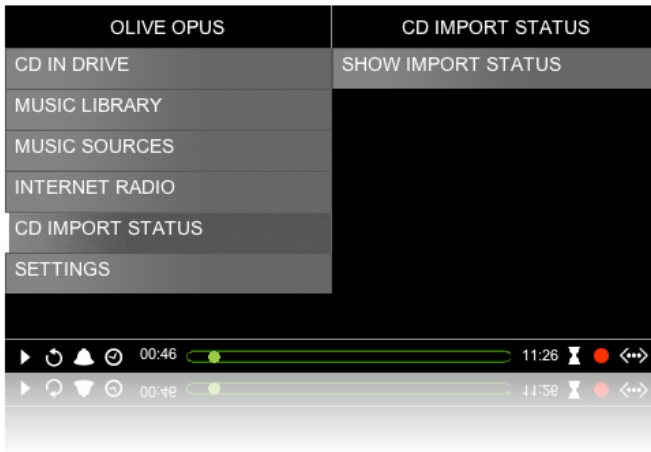 OLIVE OPUS
CD IMPORT STATUS
CD IN DRIVE
SHOW IMPORT STATUS
MUSIC LIBRARY
MUSIC SOURCES
INTERNET RADIO
CD IMPORT STATUS
SETTINGS
00:46
11:26